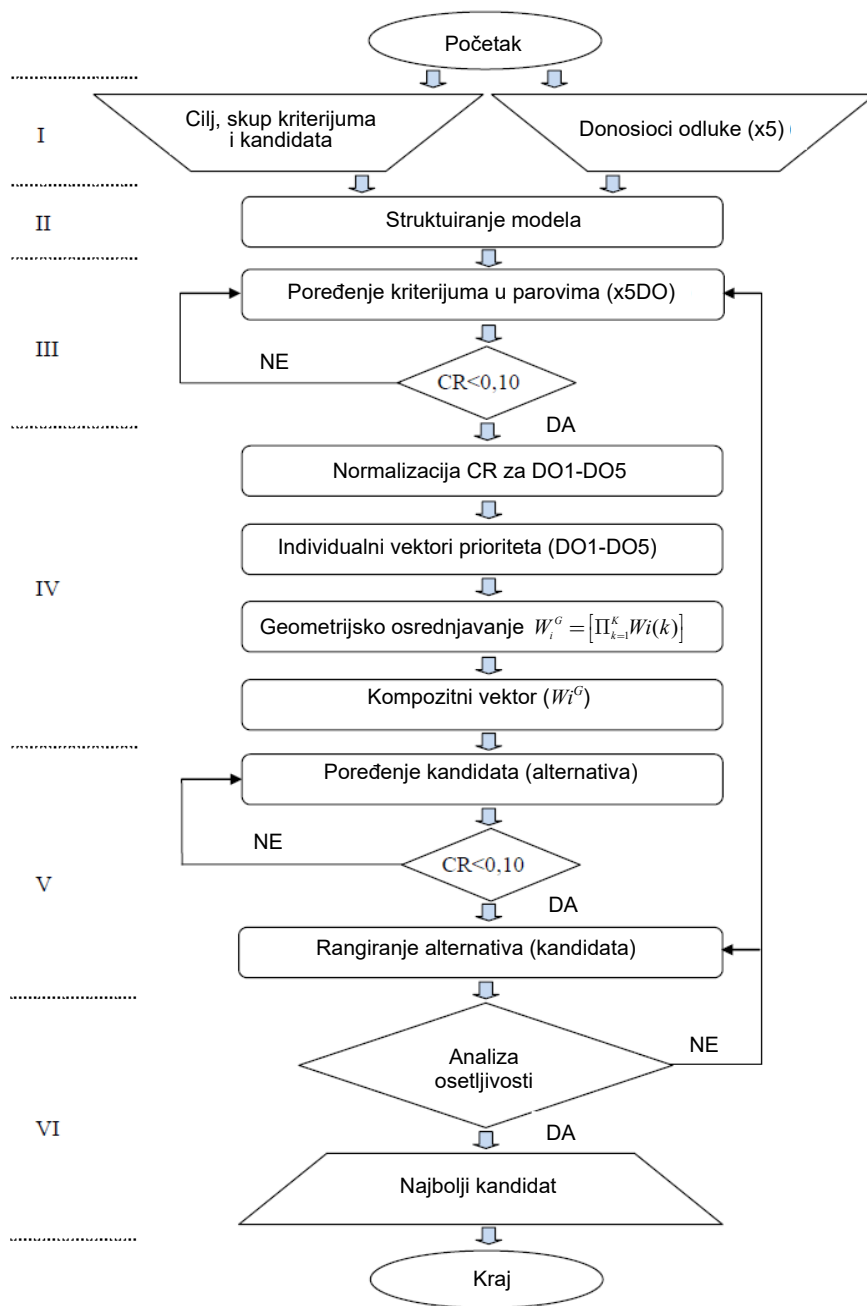 Početak
I
Cilj, skup kriterijuma
i kandidata
Donosioci odluke (x5) (
II
Struktuiranje modela
Poređenje kriterijuma u parovima (x5DO)
III
NE
CR<0,10
DA
Normalizacija CR za DO1-DO5
Individualni vektori prioriteta (DO1-DO5)
IV
Geometrijsko osrednjavanje $W_i^G = \left[\Pi_{k=1}^{K} Wi(k)\right]$
Kompozitni vektor ($Wi^G$)
Poređenje kandidata (alternativa)
NE
CR<0,10
V
DA
Rangiranje alternativa (kandidata)
NE
Analiza
osetljivosti
VI
DA
Najbolji kandidat
Kraj